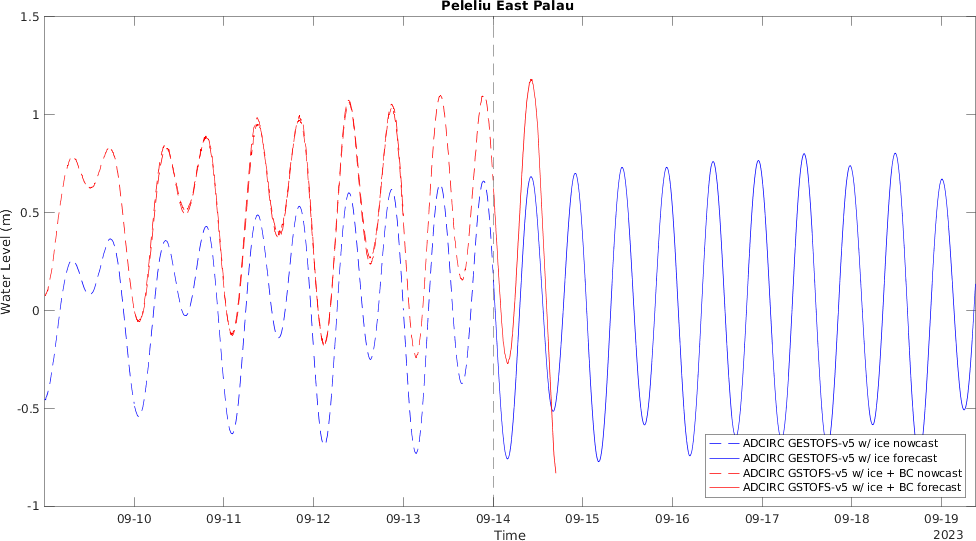 Peleliu East Palau
1.5
1
0.5
0
-0.5
-1
Water Level (m)
ADCIRC GESTOFS-v5 w/ ice nowcast
ADCIRC GESTOFS-v5 w/ ice forecast
ADCIRC GSTOFS-v5 w/ ice + BC nowcast
ADCIRC GSTOFS-v5 w/ ice + BC forecast
09-10 09-11 09-12 09-13 09-14 09-15 09-16 09-17 09-18 09-19
Time
2023